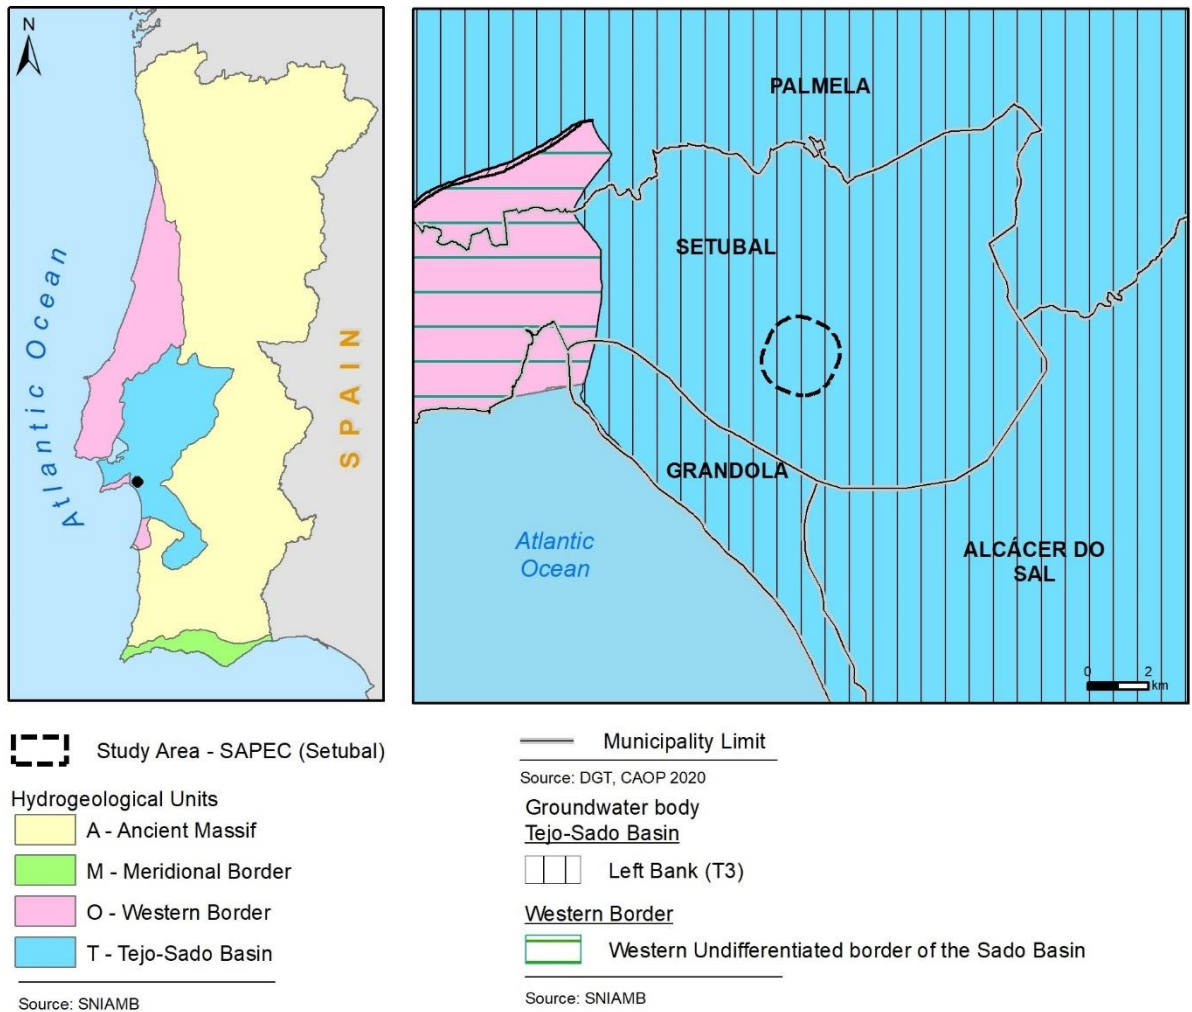 N
Atlantic Ocean
SPAIN
PALMELA
SETUBAL
GRANDOLA
Atlantic
Ocean
ALCÁCER DO
SAL
0 2
km
Study Area - SAPEC (Setubal)
Hydrogeological Units
A - Ancient Massif
M - Meridional Border
O - Western Border
T - Tejo-Sado Basin
Source: SNIAMB
Municipality Limit
Source: DGT, CAOP 2020
Groundwater body
Tejo-Sado Basin
Left Bank (T3)
Western Border
Western Undifferentiated border of the Sado Basin
Source: SNIAMB